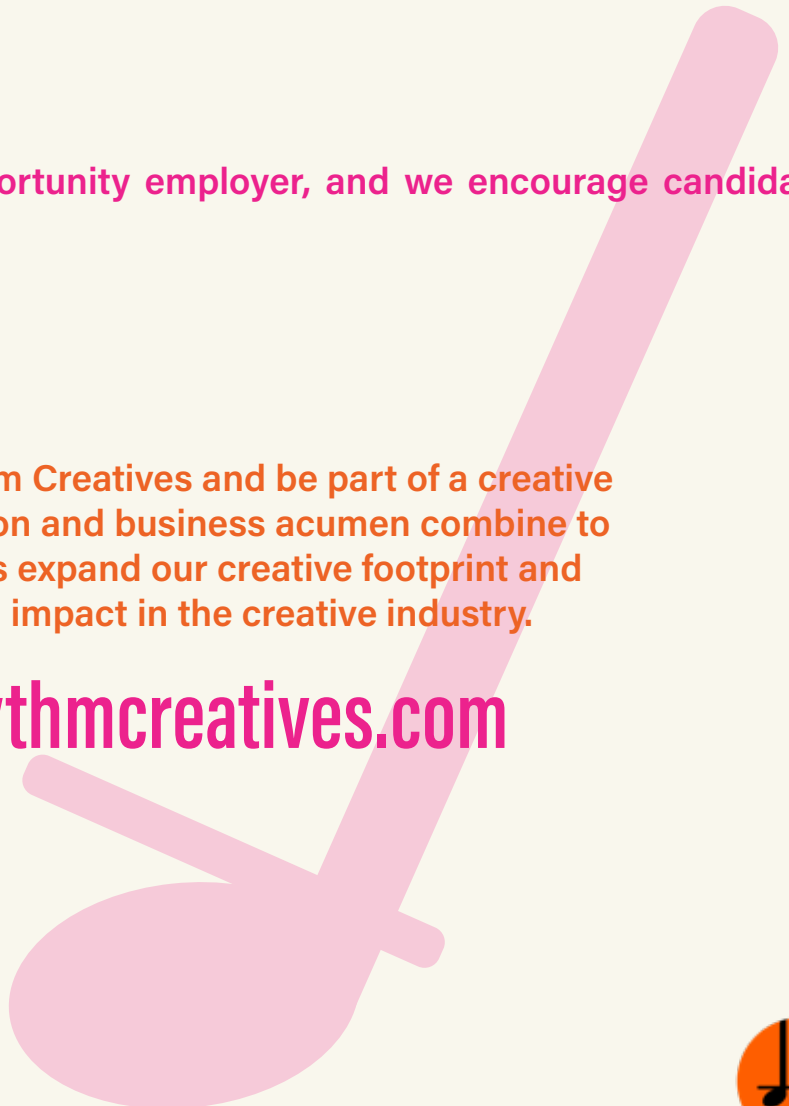 ortunity employer, and we encourage candida
m Creatives and be part of a creative
on and business acumen combine to
s expand our creative footprint and
impact in the creative industry.
ythmcreatives.com